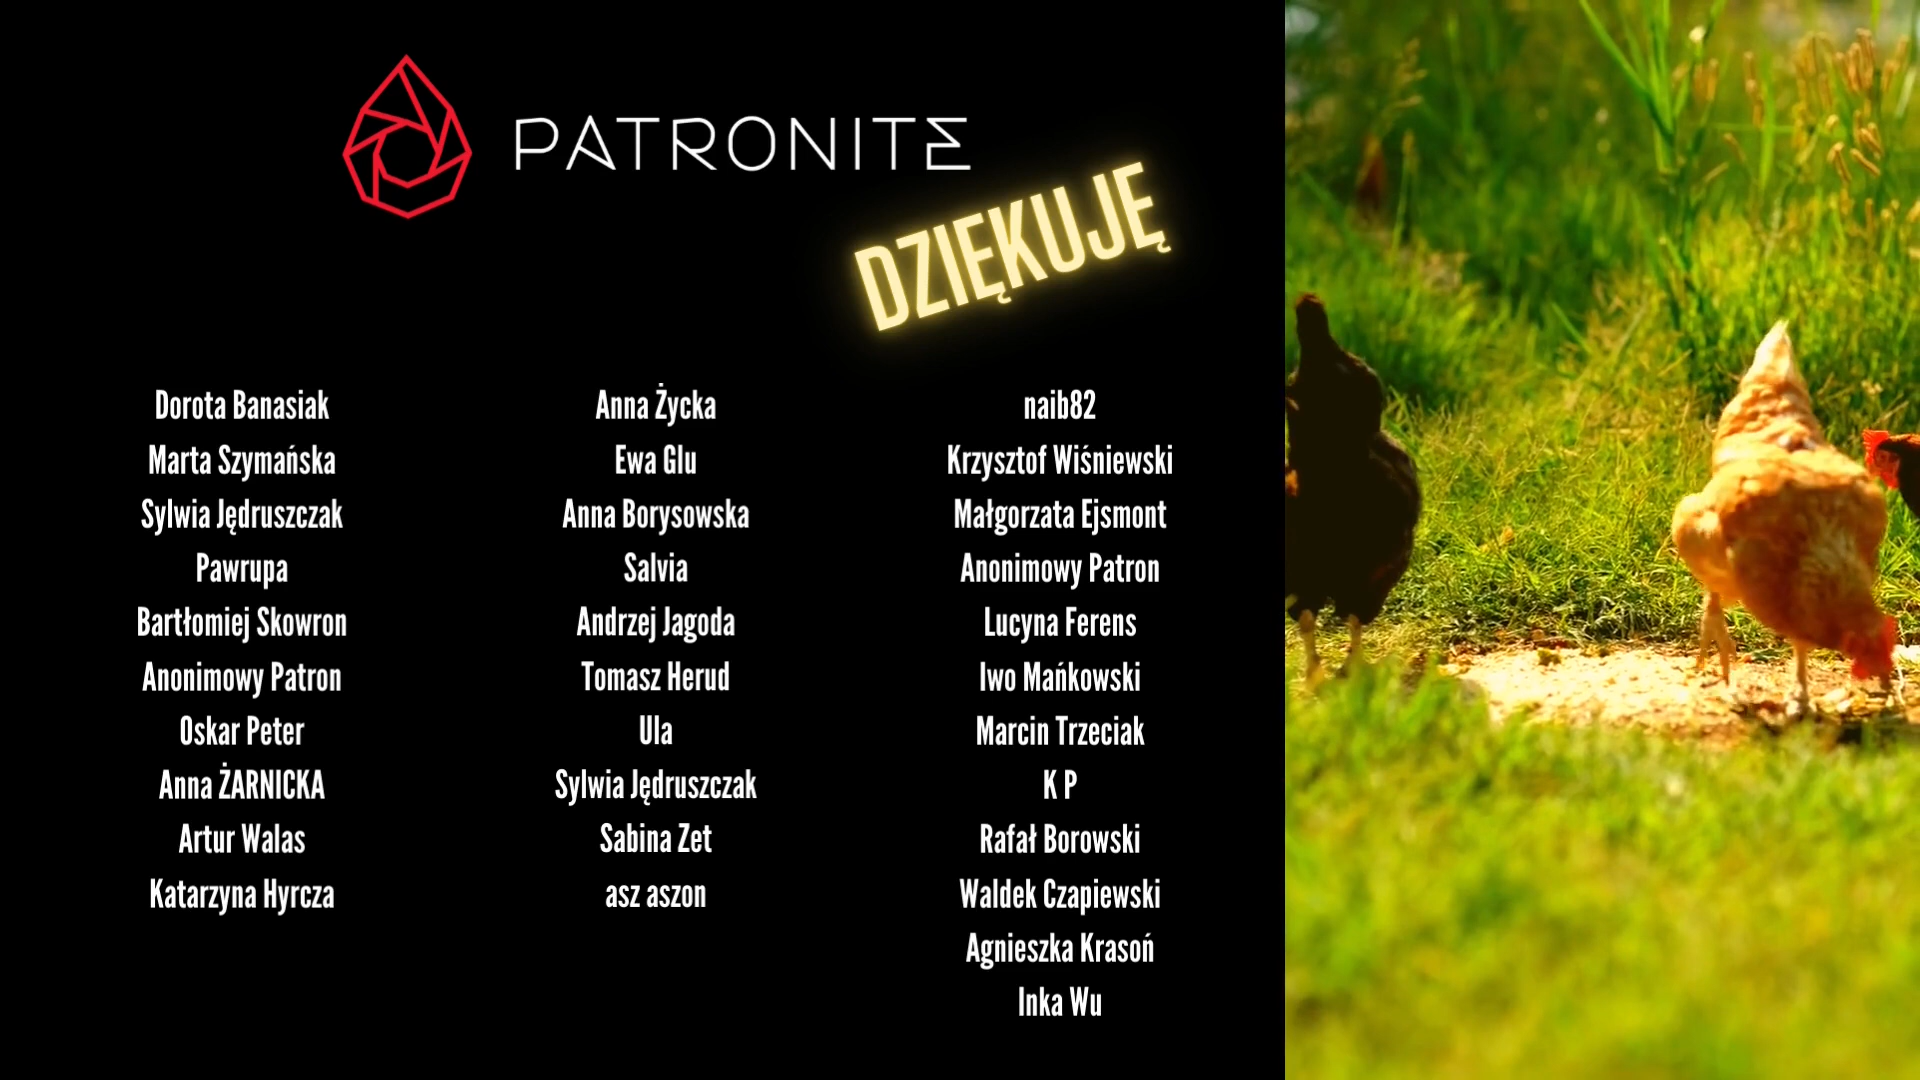 PATRONITE
DZIĘKUJĘ
Dorota Banasiak
Marta Szymańska
Sylwia Jędruszczak
Pawrupa
Bartłomiej Skowron
Anonimowy Patron
Oskar Peter
Anna ŻARNICKA
Artur Walas
Katarzyna Hyrcza
Anna Życka
Ewa Glu
Anna Borysowska
Salvia
Andrzej Jagoda
Tomasz Herud
Ula
Sylwia Jędruszczak
Sabina Zet
asz aszon
naib82
Krzysztof Wiśniewski
Małgorzata Ejsmont
Anonimowy Patron
Lucyna Ferens
Iwo Mańkowski
Marcin Trzeciak
K P
Rafał Borowski
Waldek Czapiewski
Agnieszka Krasoń
Inka Wu